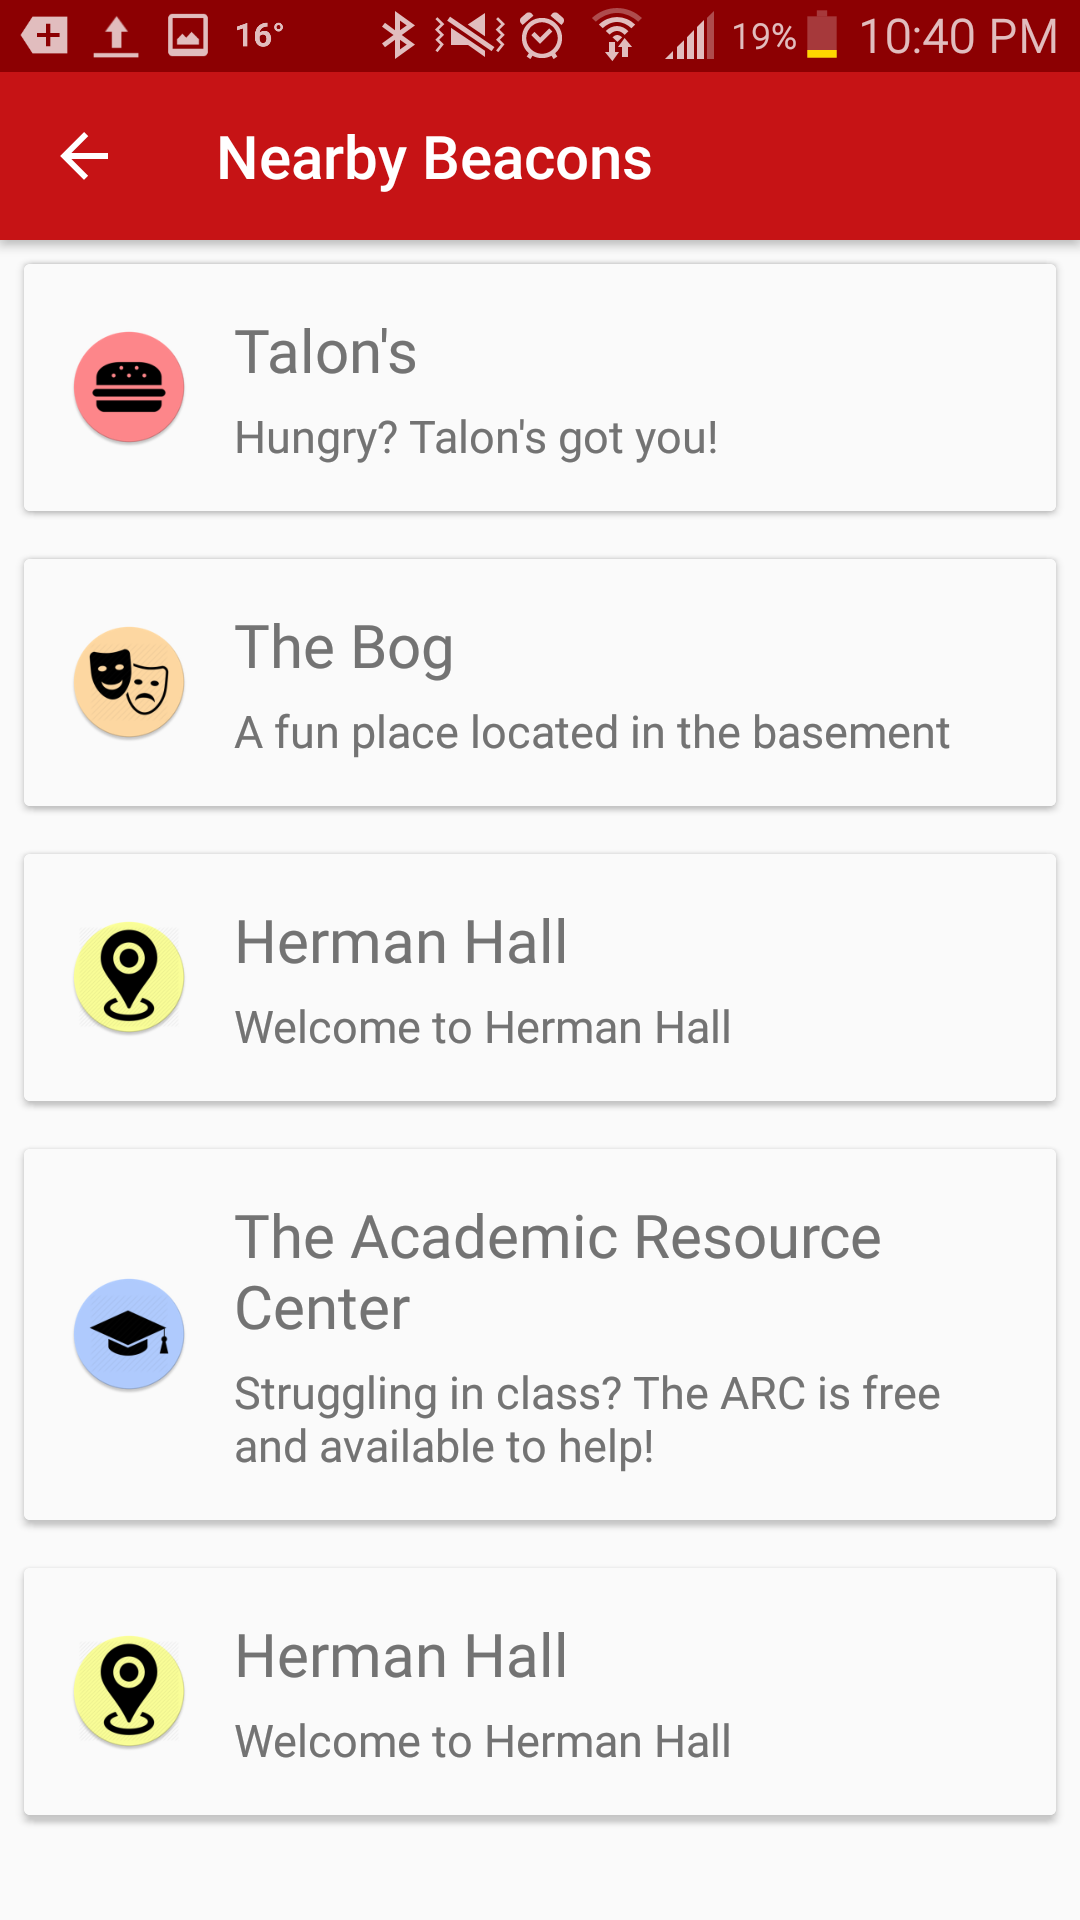 16° 19% 10:40 PM
Nearby Beacons
Talon's
Hungry? Talon's got you!
The Bog
A fun place located in the basement
Herman Hall
Welcome to Herman Hall
The Academic Resource
Center
Struggling in class? The ARC is free
and available to help!
Herman Hall
Welcome to Herman Hall